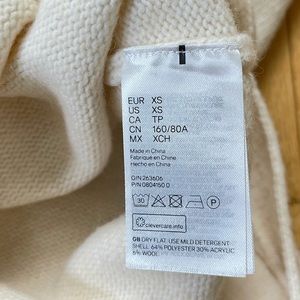 EUR XS
US XS
CA TP
CN 160/80A
MX XCH
Made in China
Fabriqué en Chine
Hecho en China
O/N 263606
P/N 0804150 0
30
P
clevercare.info
GB DRY FLAT. USE MILD DETERGENT
SHELL: 64% POLYESTER 30% ACRYLIC
6% WOOL